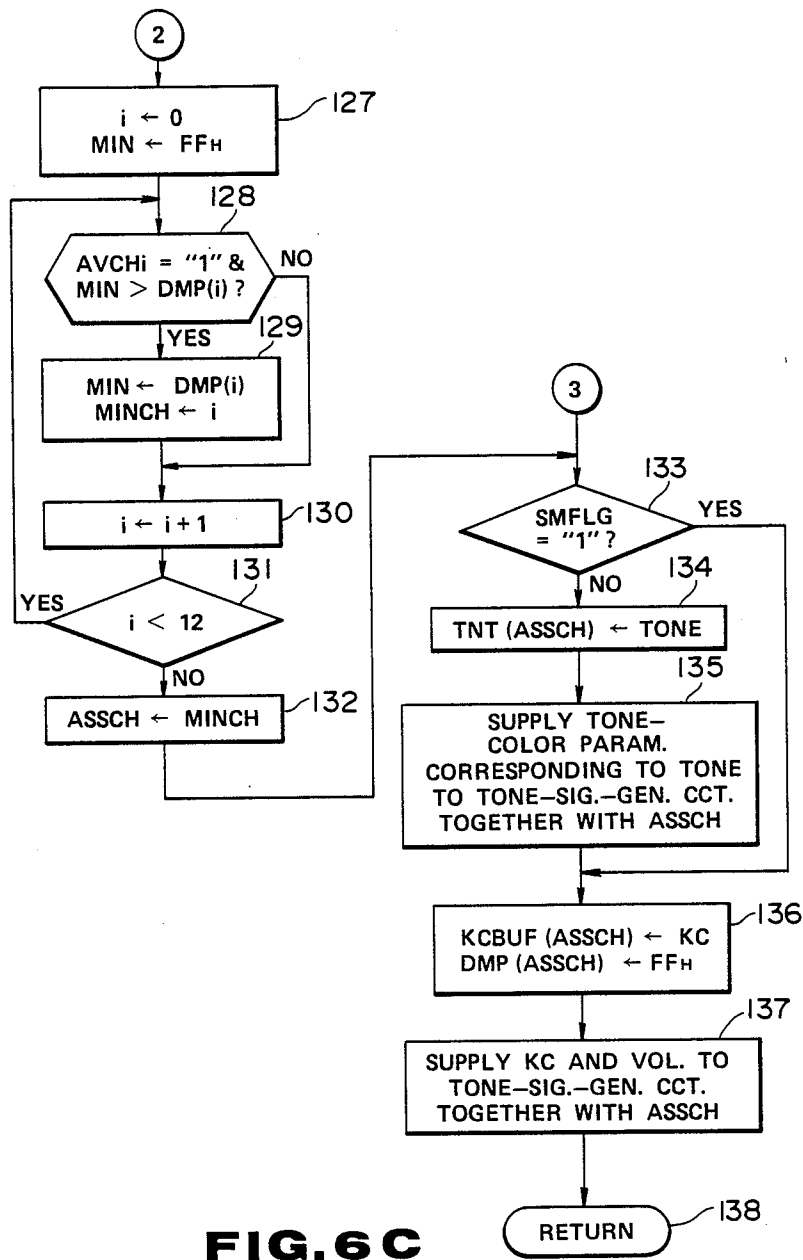 2
127
i ← 0
MIN ← FFH
128
AVCHi = "1" &
MIN > DMP(i) ?
NO
YES
129
MIN ← DMP(i)
MINCH ← i
i ← i + 1
130
131
YES
i < 12
NO
ASSCH ← MINCH
132
3
133
SMFLG
= "1" ?
YES
NO
134
TNT (ASSCH) ← TONE
135
SUPPLY TONE–
COLOR PARAM.
CORRESPONDING TO TONE
TO TONE–SIG.–GEN. CCT.
TOGETHER WITH ASSCH
136
KCBUF (ASSCH) ← KC
DMP (ASSCH) ← FFH
137
SUPPLY KC AND VOL. TO
TONE–SIG.–GEN. CCT.
TOGETHER WITH ASSCH
RETURN
138
FIG.6C